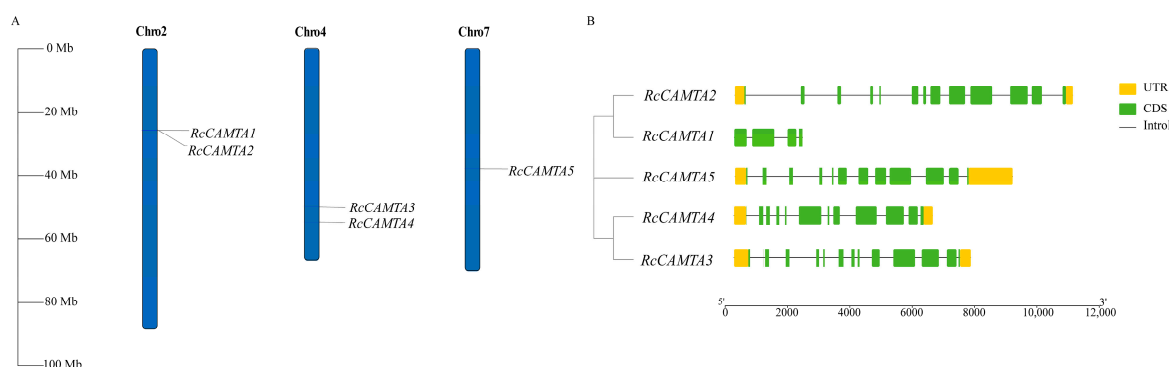 A
Chro2
Chro4
Chro7
0 Mb
20 Mb
40 Mb
60 Mb
80 Mb
100 Mb
RcCAMTA1
RcCAMTA2
RcCAMTA3
RcCAMTA4
RcCAMTA5
B
RcCAMTA2
RcCAMTA1
RcCAMTA5
RcCAMTA4
RcCAMTA3
UTR
CDS
Introl
5'
3'
0
2000
4000
6000
8000
10,000
12,000